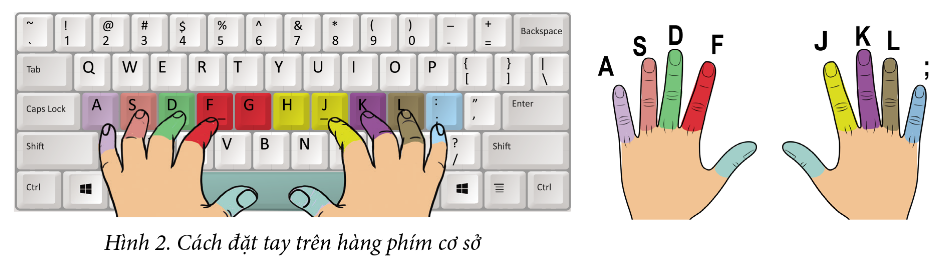 ~ ! @ # $ % ^ & * ( ) – +
` 1 2 3 4 5 6 7 8 9 0 - = Backspace
Tab Q W E R T Y U I O P { [ } ] | \
Caps Lock A S D F G H J K L : ; " , Enter
Shift V B N ? / Shift
Ctrl Ctrl
A S D F J K L ;
Hình 2. Cách đặt tay trên hàng phím cơ sở